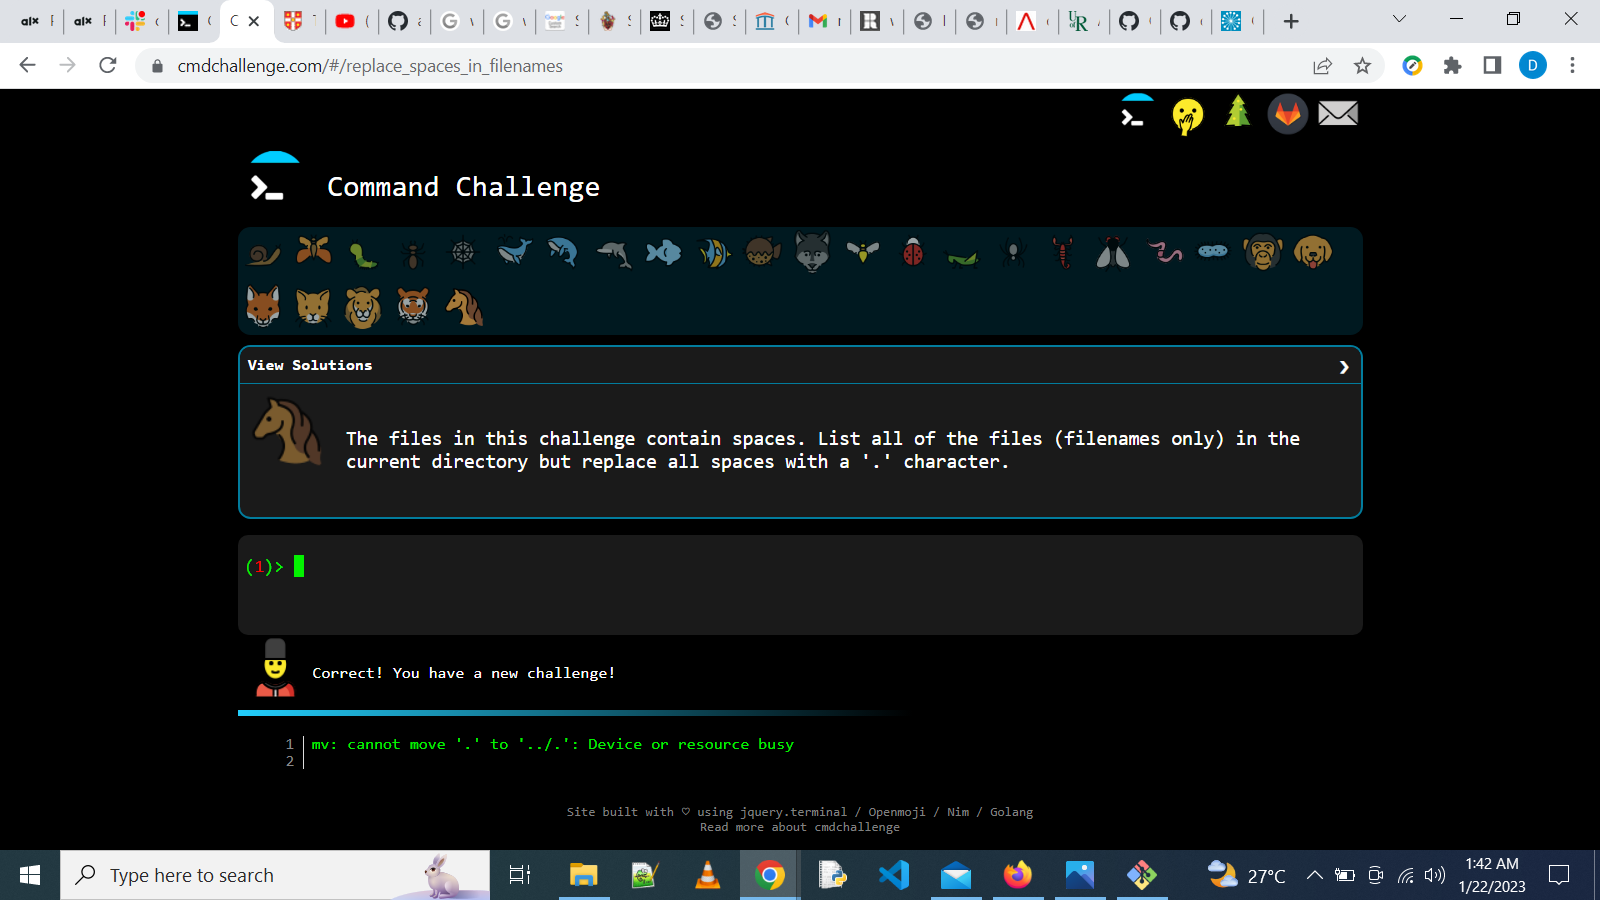 cmdchallenge.com/#/replace_spaces_in_filenames
D
Command Challenge
View Solutions
The files in this challenge contain spaces. List all of the files (filenames only) in the
current directory but replace all spaces with a '.' character.
(1)>
Correct! You have a new challenge!
1 mv: cannot move '.' to '../.': Device or resource busy
2
Site built with ♡ using jquery.terminal / Openmoji / Nim / Golang
Read more about cmdchallenge
Type here to search
27°C
1:42 AM
1/22/2023